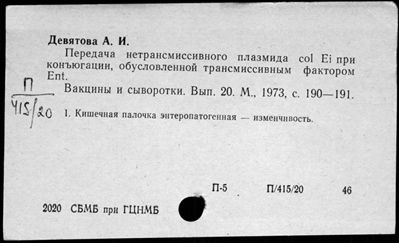 Девятова А. И.
Передача нетрансмиссивного плазмида col Ei при
конъюгации, обусловленной трансмиссивным фактором
Ent.
П
415/20
Вакцины и сыворотки. Вып. 20. М., 1973, с. 190—191.
1. Кишечная палочка энтеропатогенная — изменчивость.
П-5 П/415/20 46
2020 СБМБ при ГЦНМБ